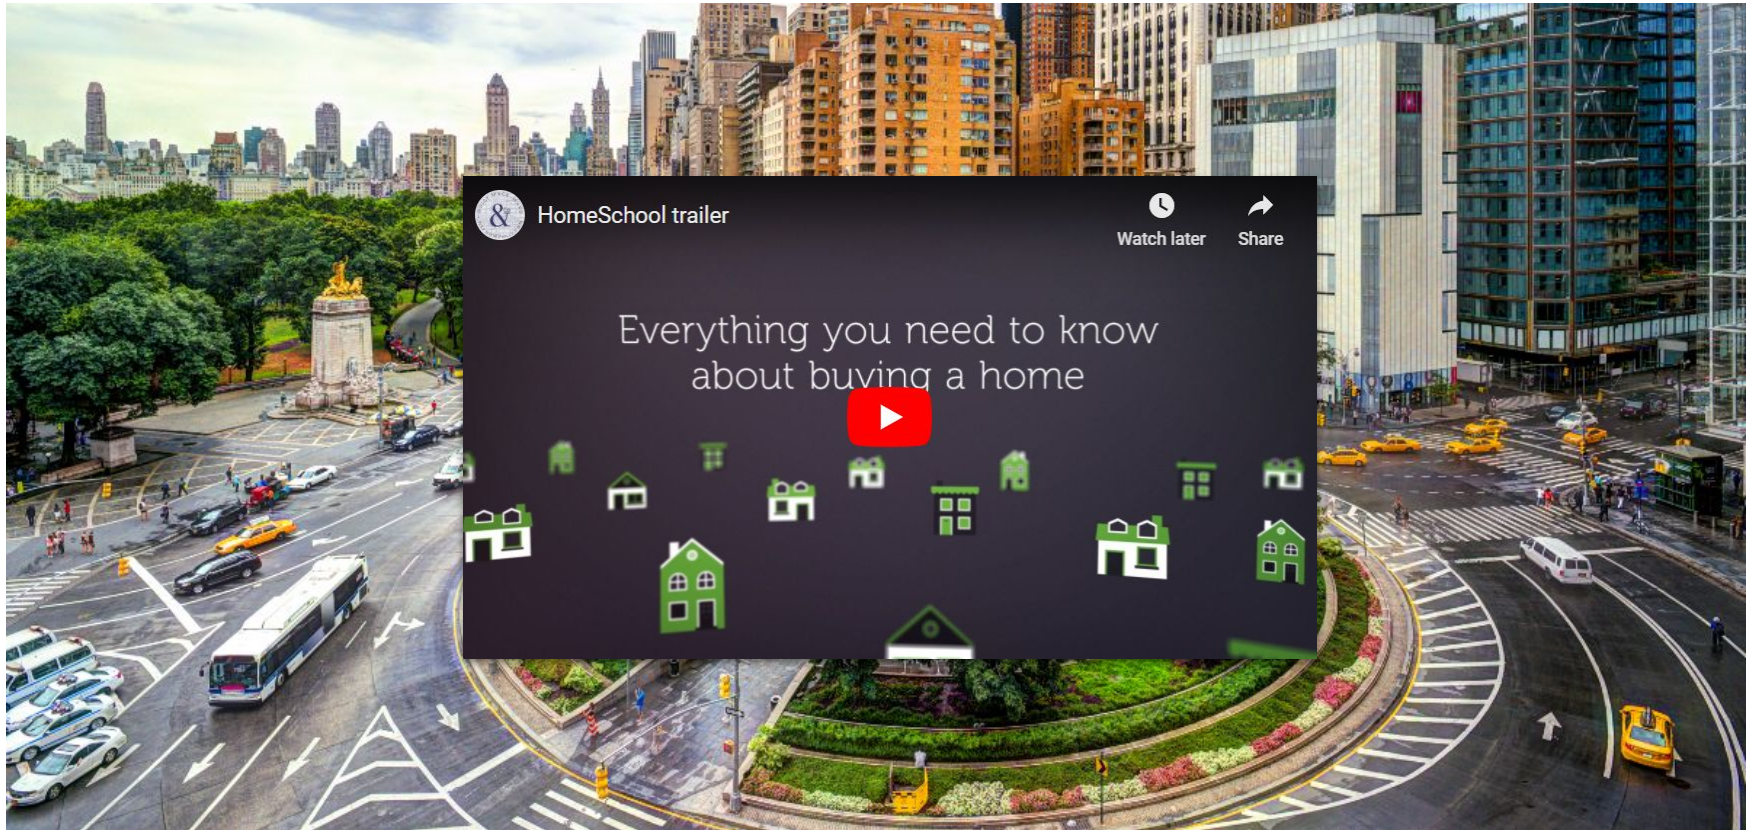 &
HomeSchool trailer
Watch later
Share
Everything you need to know
about buying a home